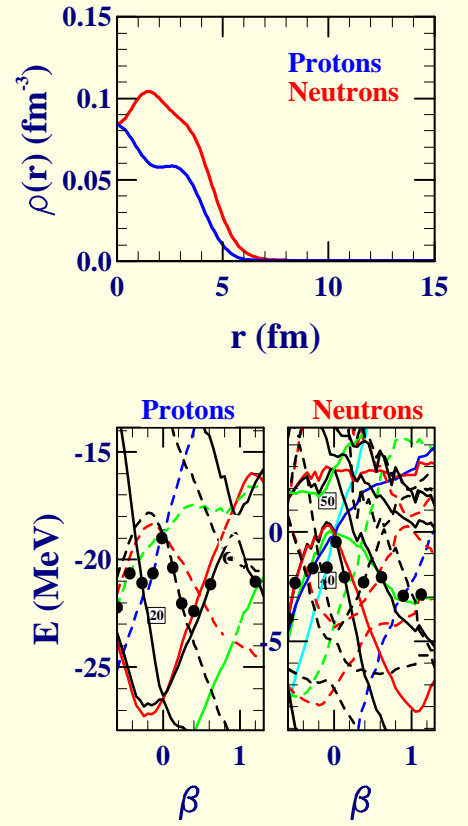 0.15
0.1
0.05
0.0
ρ(r) (fm-3)
Protons
Neutrons
0 5 10 15
r (fm)
Protons Neutrons
-15
-20
-25
E (MeV)
20
0
-5
50
40
0 1
0 1
β β